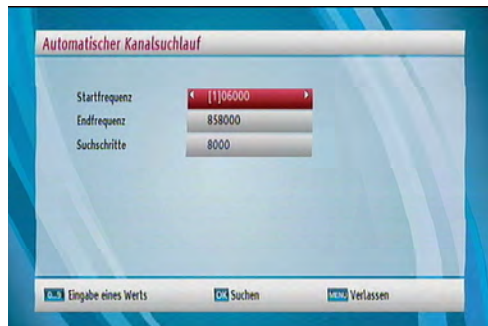 Automatischer Kanalsuchlauf
Startfrequenz [1]06000
Endfrequenz 858000
Suchschritte 8000
0...9 Eingabe eines Werts OK Suchen MENU Verlassen